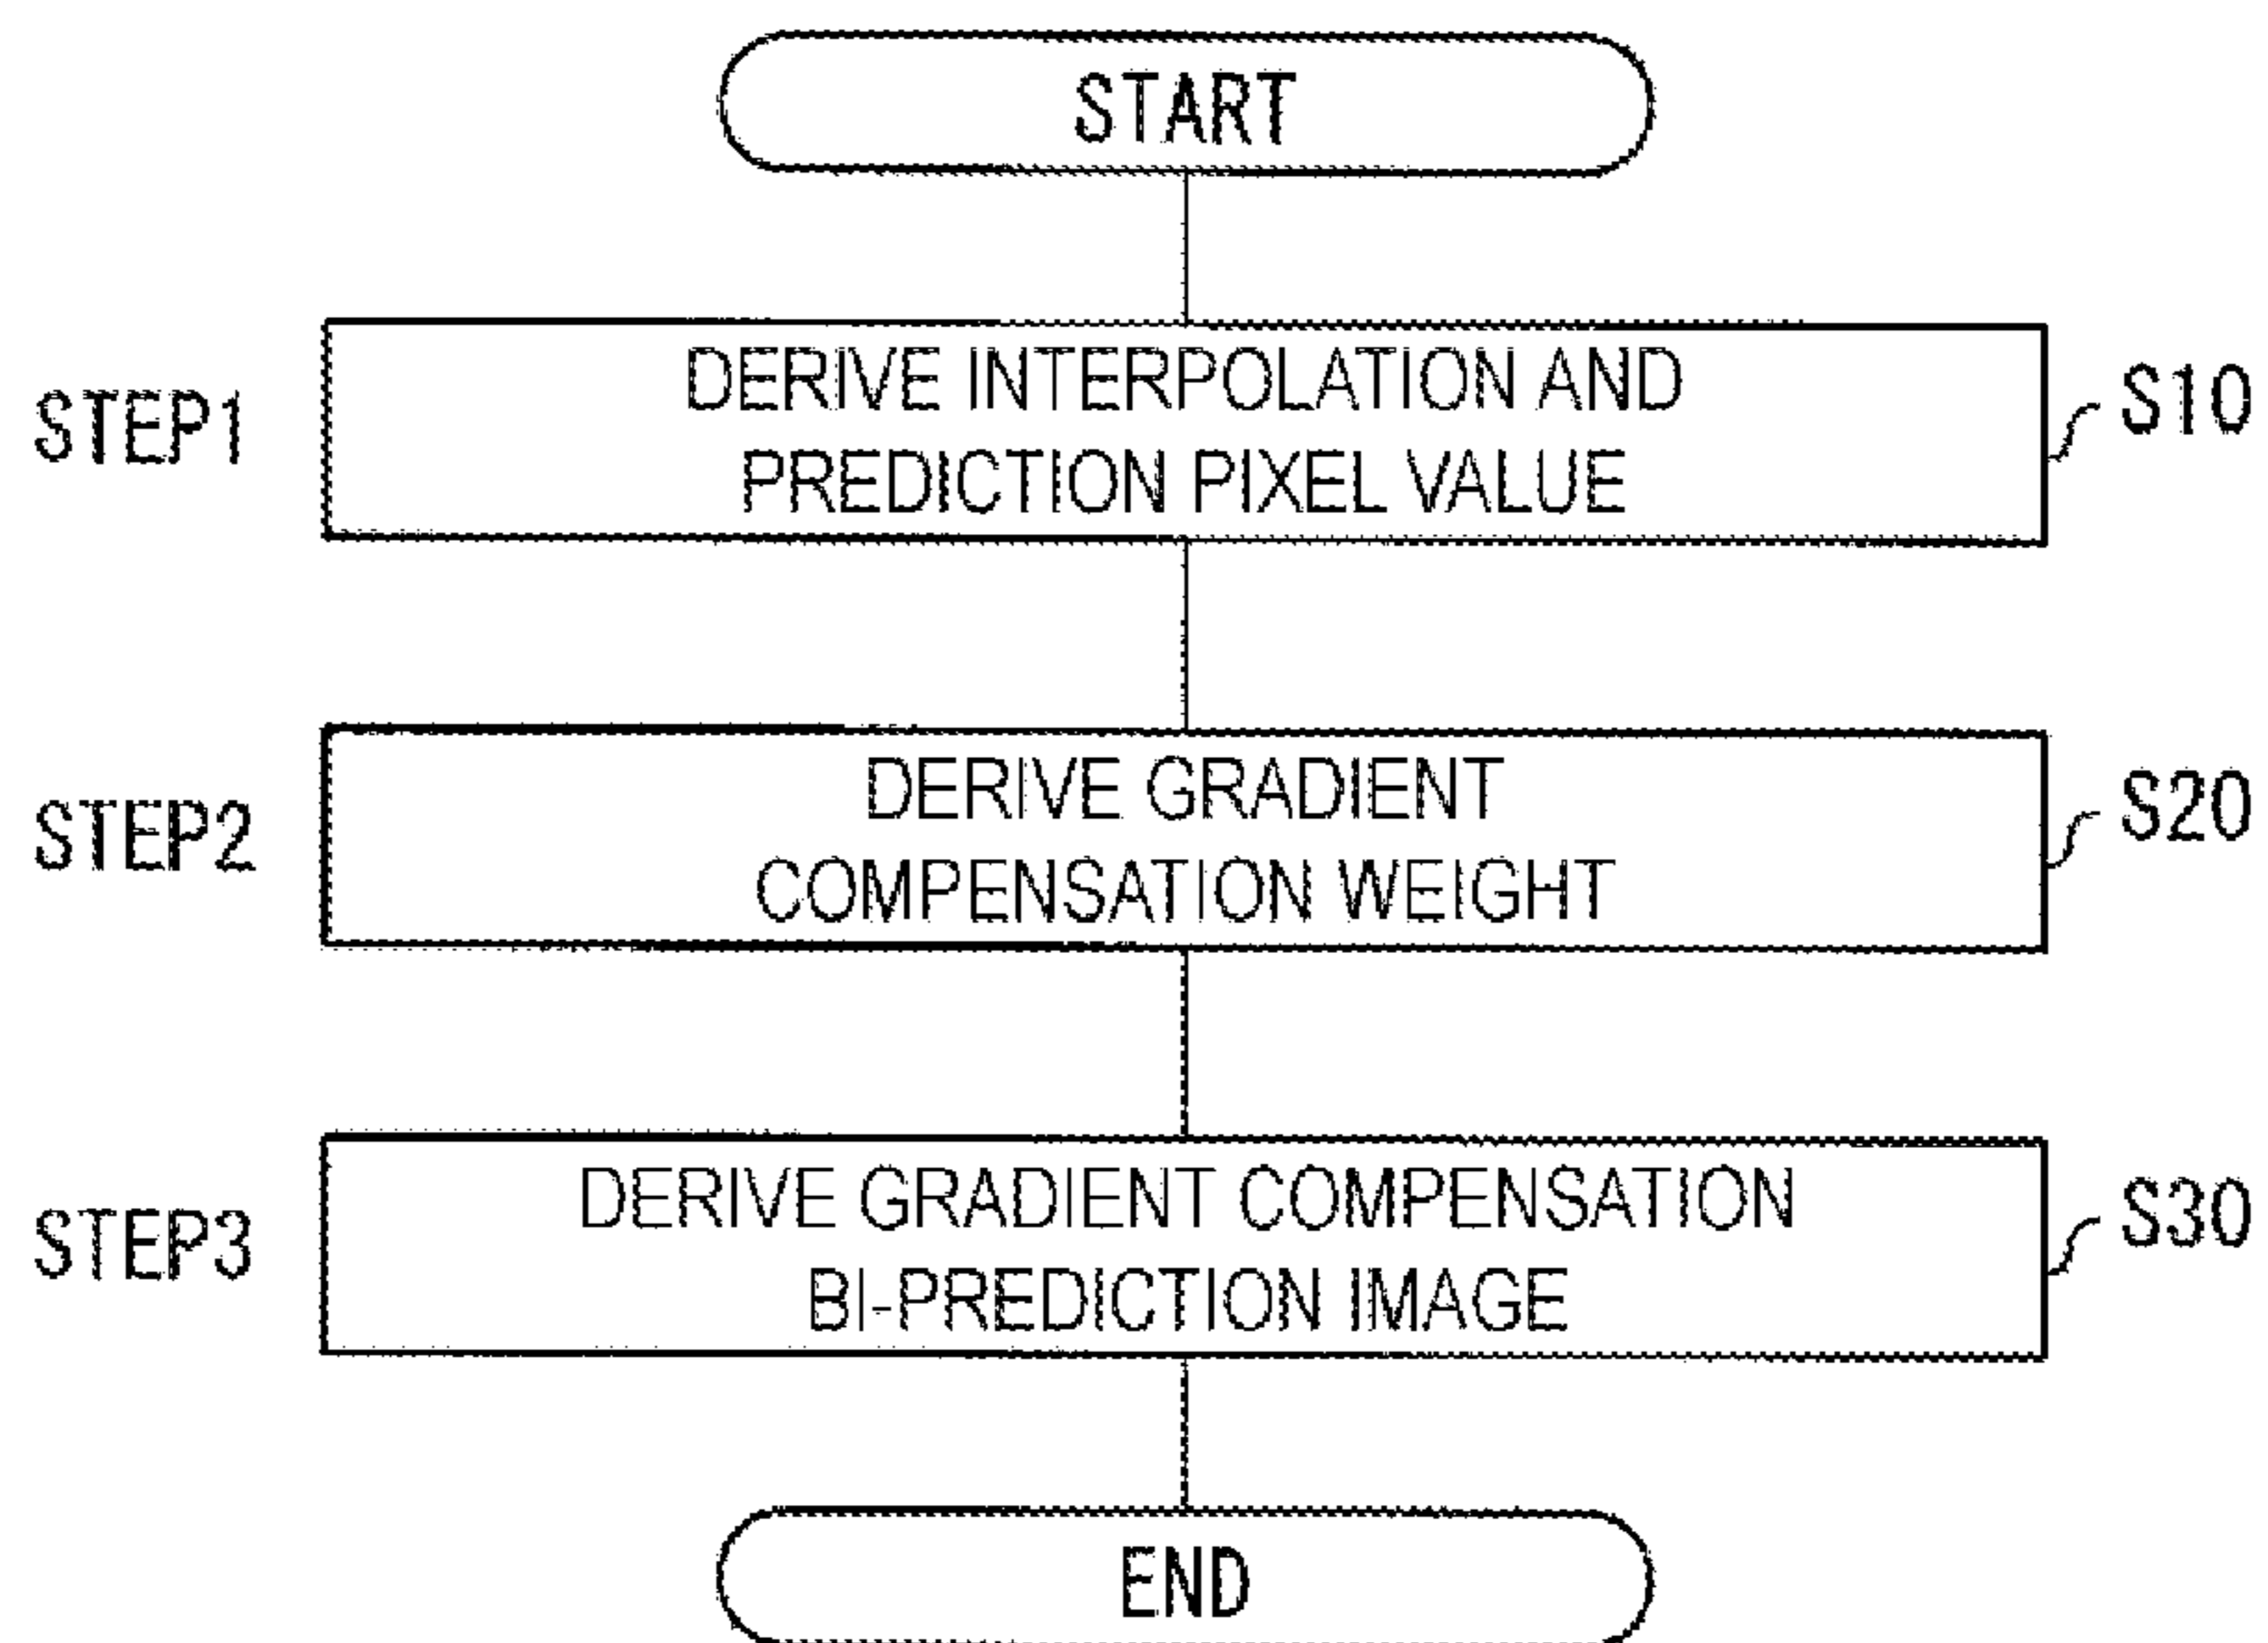 START
STEP1
DERIVE INTERPOLATION AND
PREDICTION PIXEL VALUE
S10
STEP2
DERIVE GRADIENT
COMPENSATION WEIGHT
S20
STEP3
DERIVE GRADIENT COMPENSATION
BI-PREDICTION IMAGE
S30
END